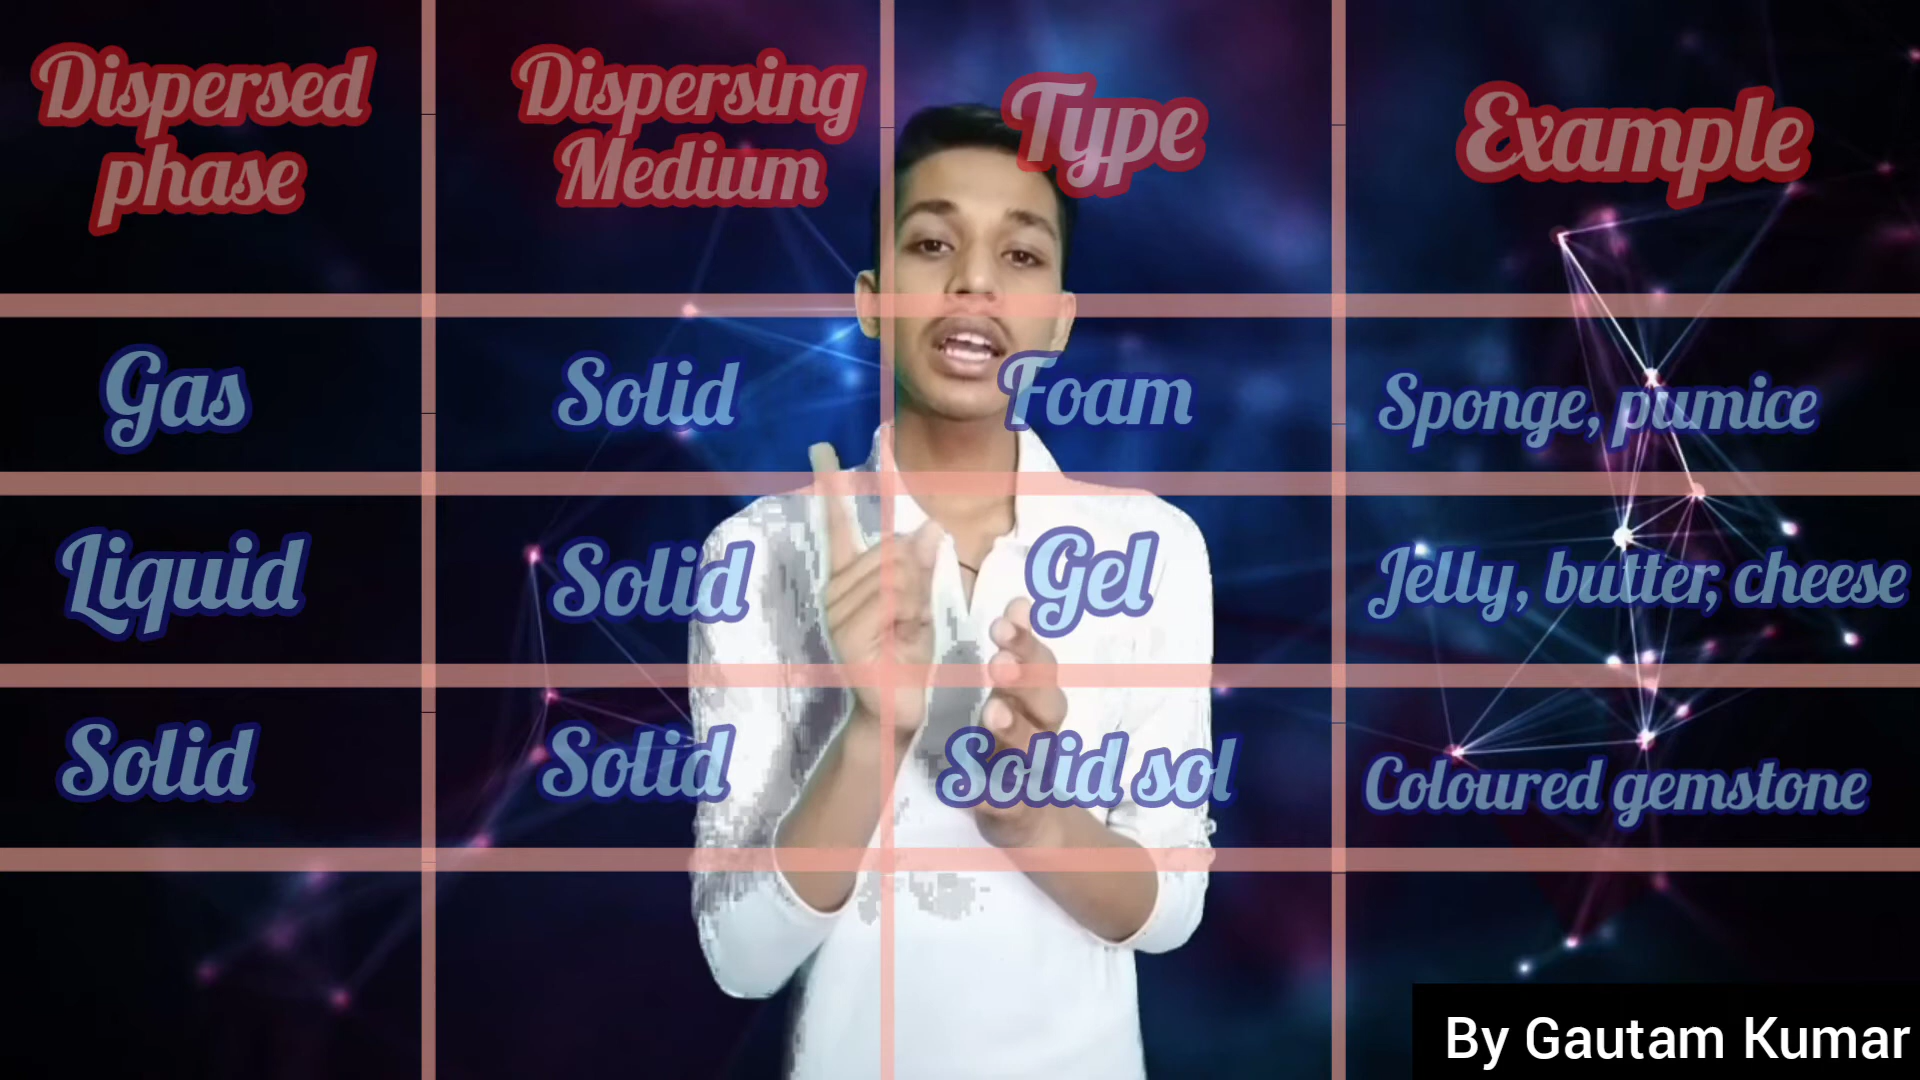 Dispersed
phase
Dispersing
Medium
Type
Example
Gas
Solid
Foam
Sponge, pumice
Liquid
Solid
Gel
Jelly, butter, cheese
Solid
Solid
Solid sol
Coloured gemstone
By Gautam Kumar